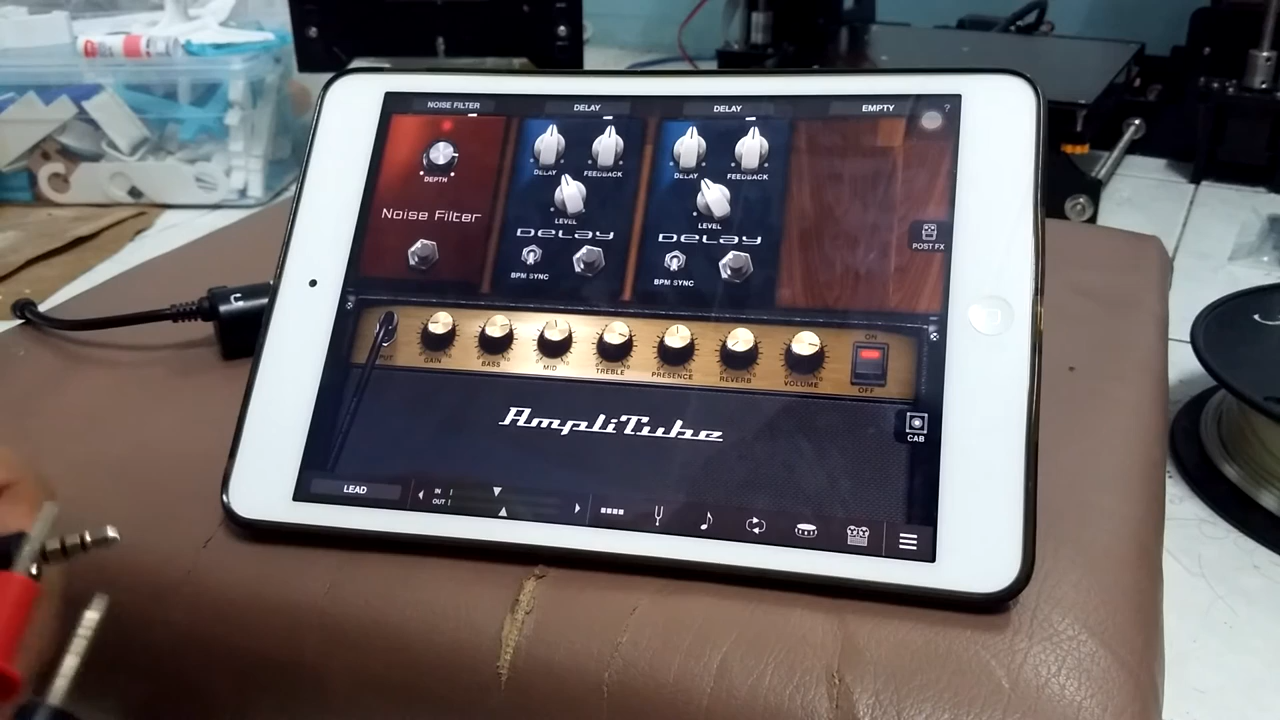 NOISE FILTER
DELAY
DELAY
EMPTY
?
DEPTH
Noise Filter
DELAY
FEEDBACK
LEVEL
DELAY
BPM SYNC
DELAY
FEEDBACK
LEVEL
DELAY
BPM SYNC
POST FX
PUT
GAIN
BASS
MID
TREBLE
PRESENCE
REVERB
VOLUME
ON
OFF
AmpliTube
CAB
LEAD
IN
OUT